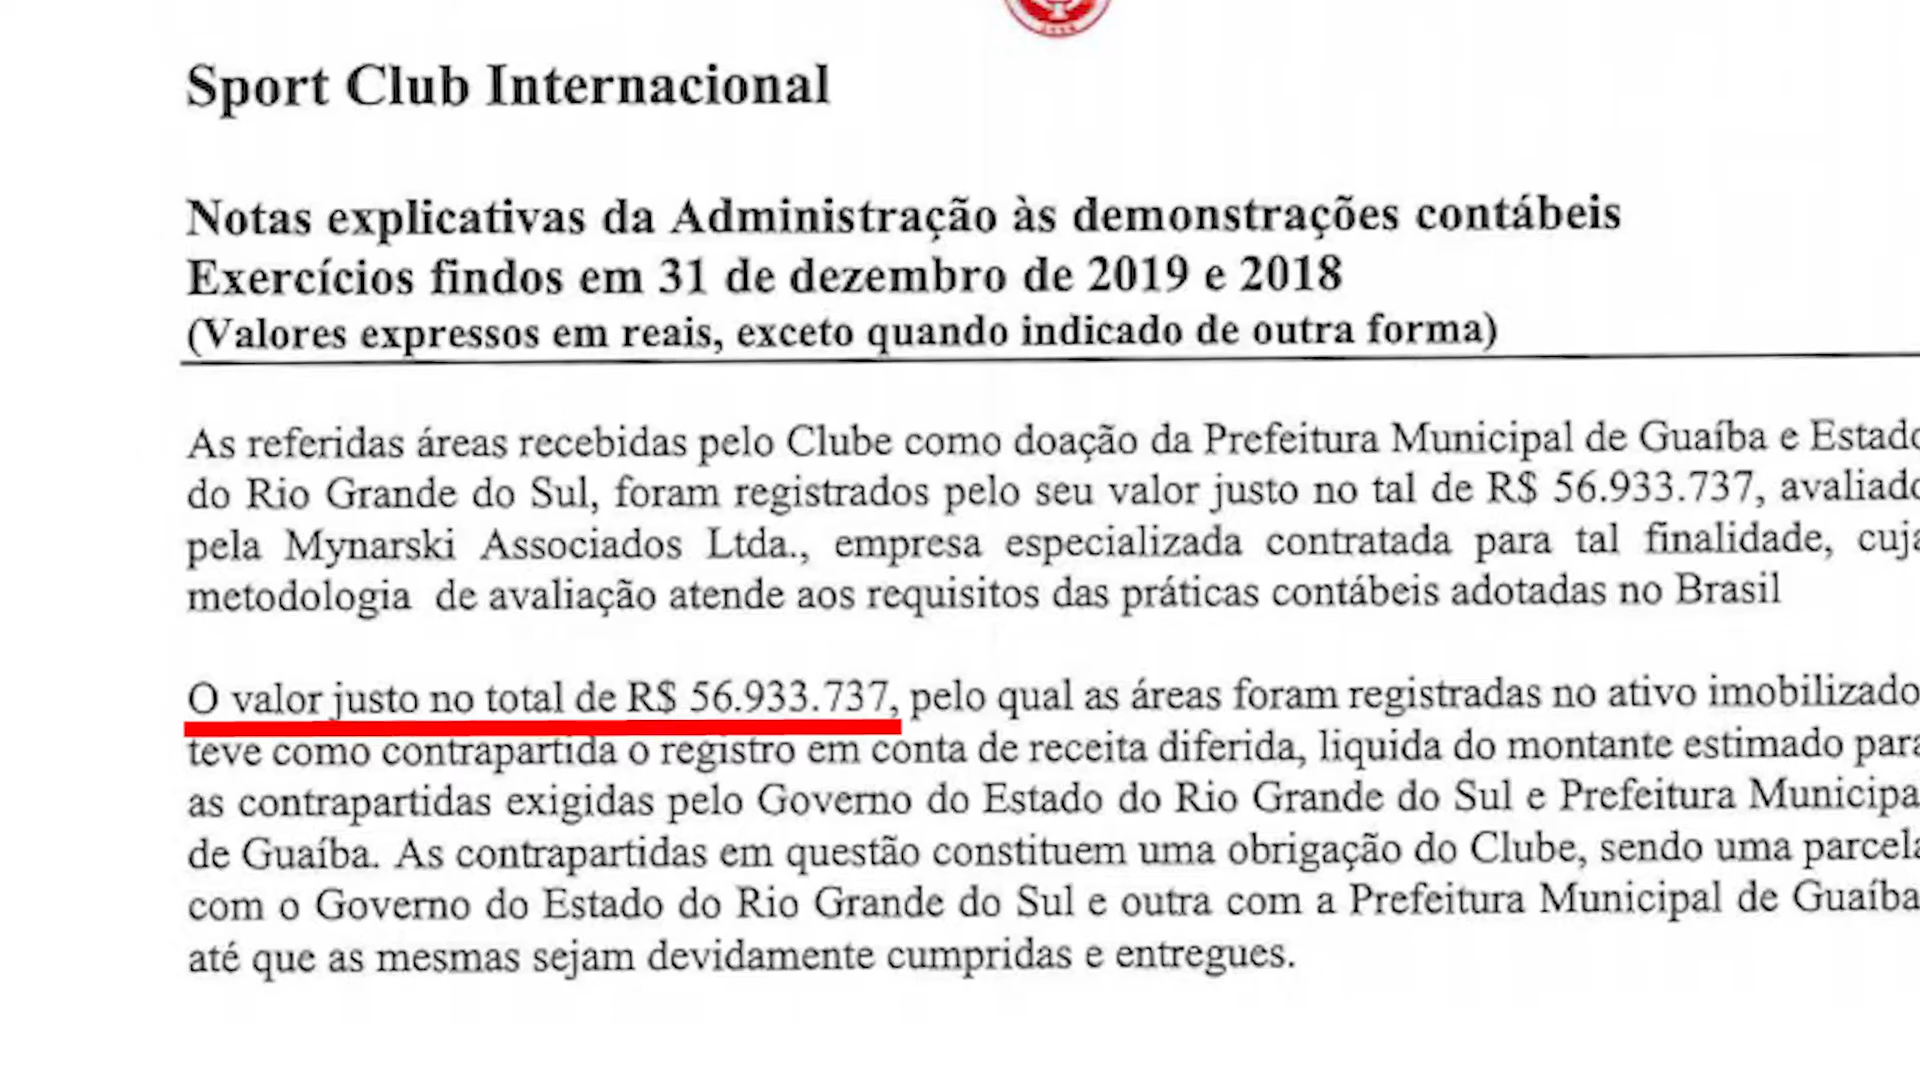 Sport Club Internacional
Notas explicativas da Administração às demonstrações contábeis
Exercícios findos em 31 de dezembro de 2019 e 2018
(Valores expressos em reais, exceto quando indicado de outra forma)
As referidas áreas recebidas pelo Clube como doação da Prefeitura Municipal de Guaíba e Estado
do Rio Grande do Sul, foram registrados pelo seu valor justo no tal de R$ 56.933.737, avaliado
pela Mynarski Associados Ltda., empresa especializada contratada para tal finalidade, cuja
metodologia de avaliação atende aos requisitos das práticas contábeis adotadas no Brasil
O valor justo no total de R$ 56.933.737, pelo qual as áreas foram registradas no ativo imobilizado
teve como contrapartida o registro em conta de receita diferida, liquida do montante estimado para
as contrapartidas exigidas pelo Governo do Estado do Rio Grande do Sul e Prefeitura Municipa
de Guaíba. As contrapartidas em questão constituem uma obrigação do Clube, sendo uma parcela
com o Governo do Estado do Rio Grande do Sul e outra com a Prefeitura Municipal de Guaíba
até que as mesmas sejam devidamente cumpridas e entregues.